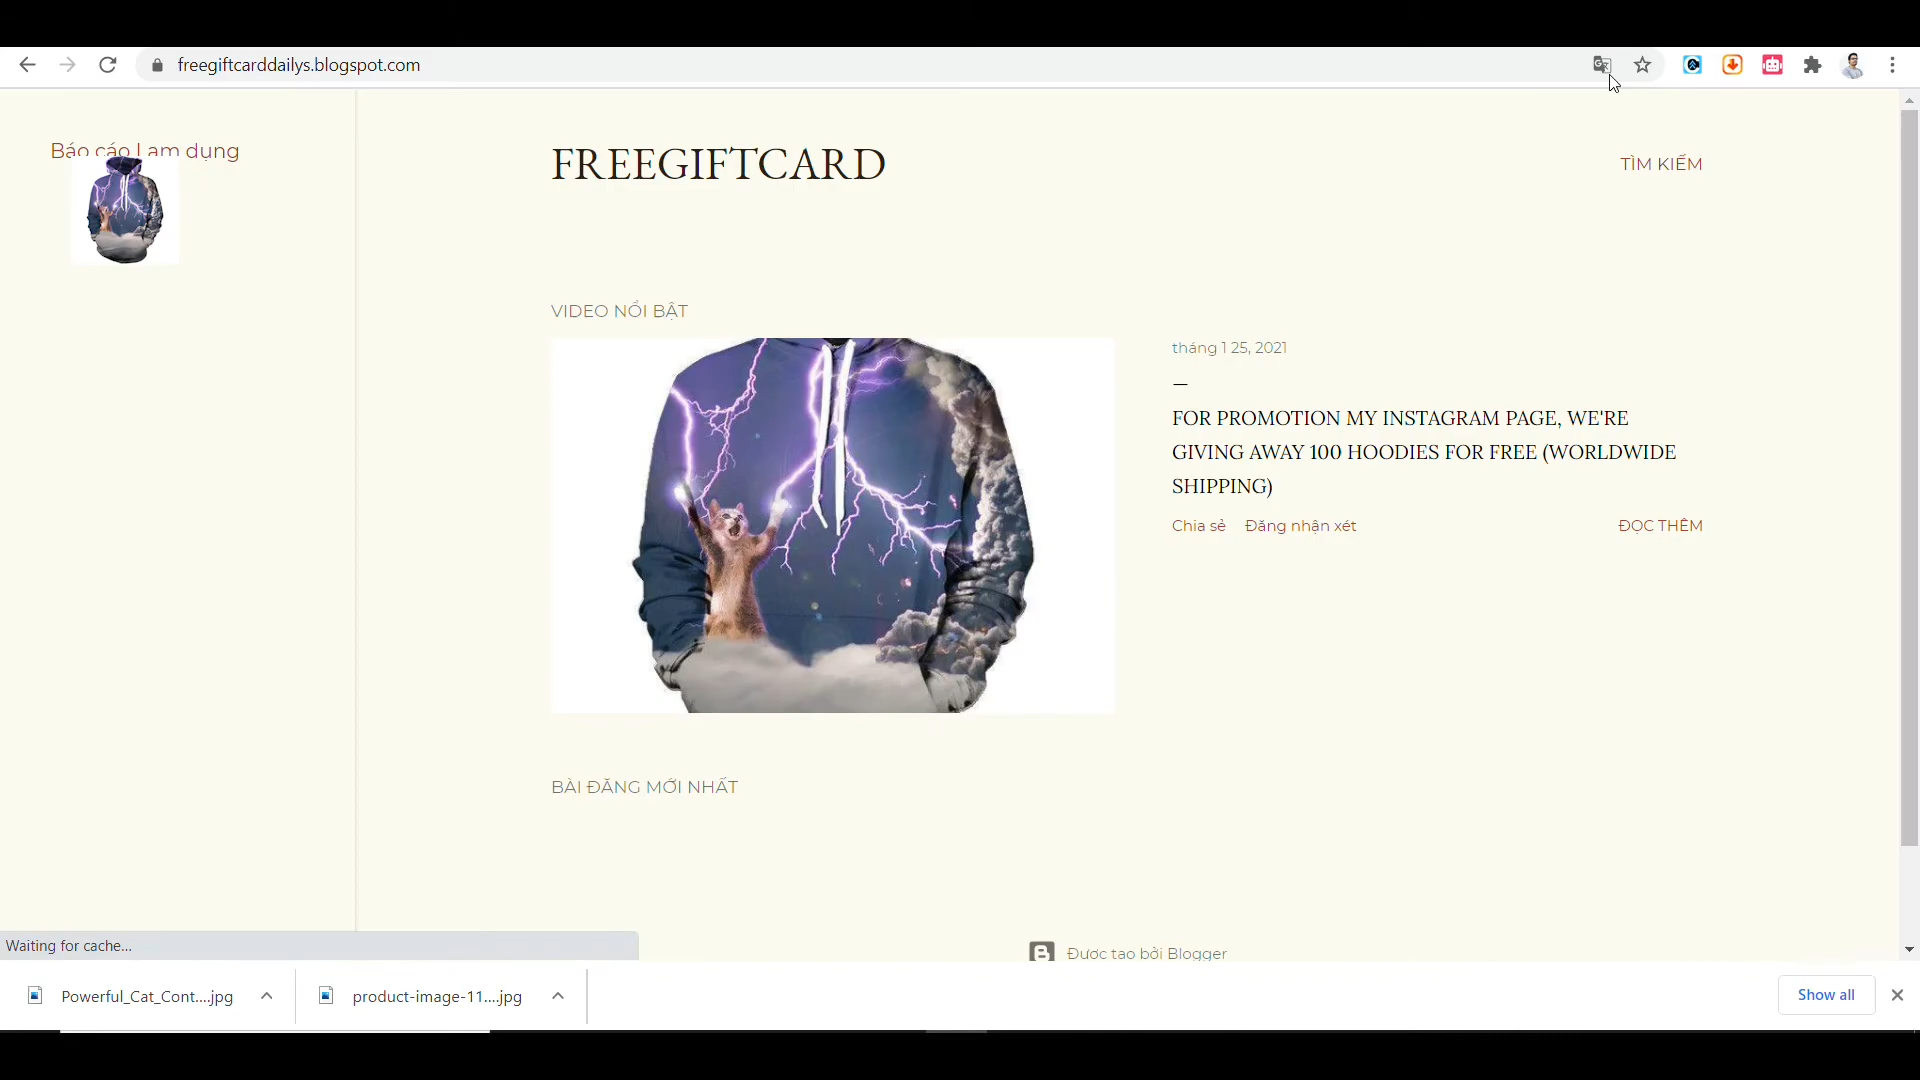 freegiftcarddailys.blogspot.com
Báo cáo Lạm dụng
FREEGIFTCARD
TÌM KIẾM
VIDEO NỔI BẬT
tháng 1 25, 2021
FOR PROMOTION MY INSTAGRAM PAGE, WE'RE
GIVING AWAY 100 HOODIES FOR FREE (WORLDWIDE
SHIPPING)
Chia sẻ Đăng nhận xét ĐỌC THÊM
BÀI ĐĂNG MỚI NHẤT
Được tạo bởi Blogger
Waiting for cache...
Powerful_Cat_Cont....jpg
product-image-11....jpg
Show all